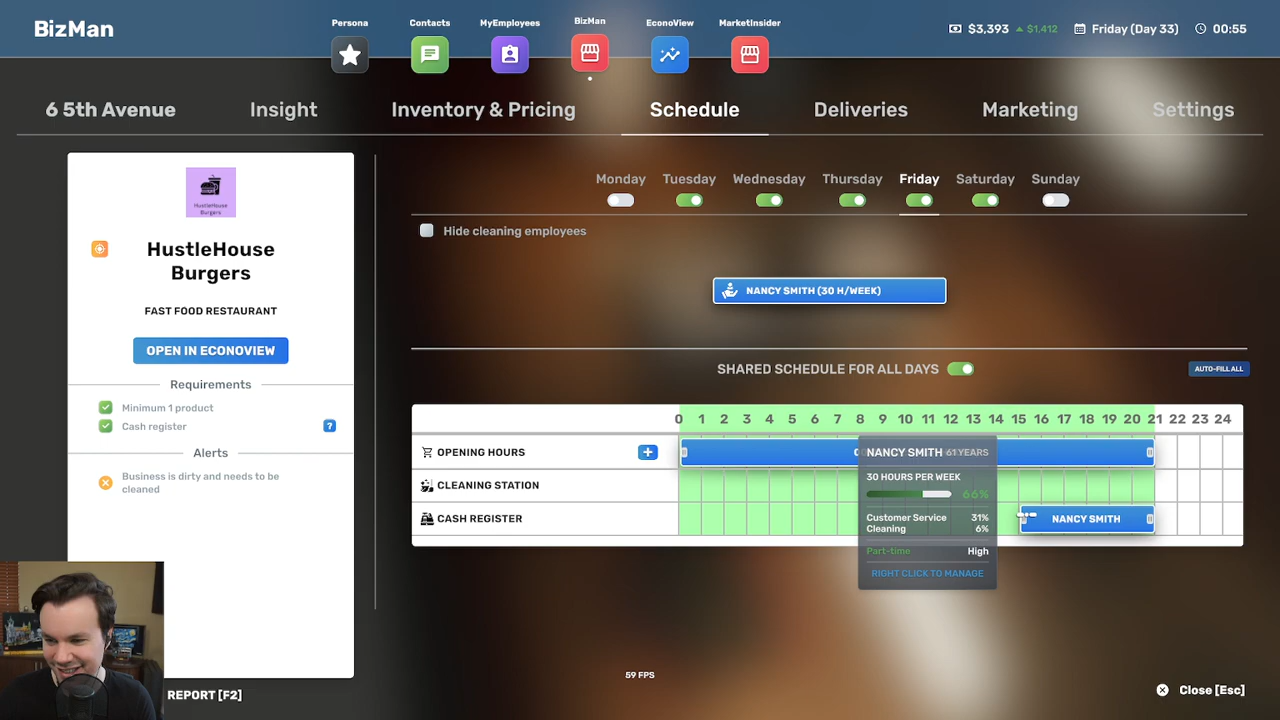 BizMan
Persona
Contacts
MyEmployees
BizMan
EconoView
MarketInsider
$3,393 ▲ $1,412
Friday (Day 33)
00:55
6 5th Avenue
Insight
Inventory & Pricing
Schedule
Deliveries
Marketing
Settings
HustleHouse
Burgers
HustleHouse
Burgers
FAST FOOD RESTAURANT
OPEN IN ECONOVIEW
Requirements
Minimum 1 product
Cash register
?
Alerts
Business is dirty and needs to be
cleaned
REPORT [F2]
Monday Tuesday Wednesday Thursday Friday Saturday Sunday
Hide cleaning employees
NANCY SMITH (30 H/WEEK)
SHARED SCHEDULE FOR ALL DAYS
AUTO-FILL ALL
0 1 2 3 4 5 6 7 8 9 10 11 12 13 14 15 16 17 18 19 20 21 22 23 24
OPENING HOURS
CLEANING STATION
CASH REGISTER
NANCY SMITH
NANCY SMITH 61 YEARS
30 HOURS PER WEEK
66%
Customer Service 31%
Cleaning 6%
Part-time High
RIGHT CLICK TO MANAGE
59 FPS
Close [Esc]